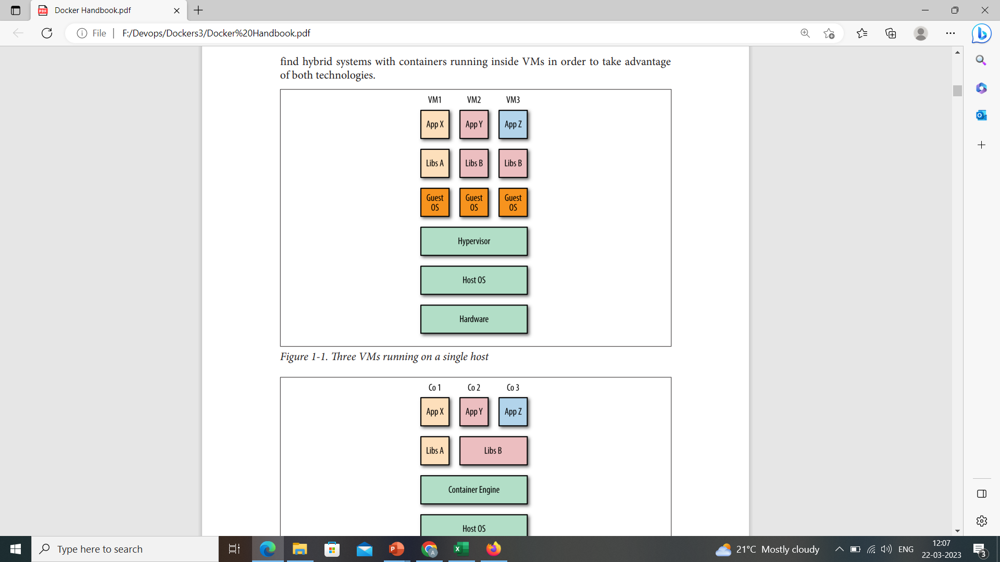 Docker Handbook.pdf
File
F:/Devops/Dockers3/Docker%20Handbook.pdf
find hybrid systems with containers running inside VMs in order to take advantage
of both technologies.
VM1 VM2 VM3
App X App Y App Z
Libs A Libs B Libs B
Guest OS Guest OS Guest OS
Hypervisor
Host OS
Hardware
Figure 1-1. Three VMs running on a single host
Co 1 Co 2 Co 3
App X App Y App Z
Libs A Libs B
Container Engine
Host OS
Type here to search
21°C Mostly cloudy
ENG
12:07
22-03-2023
3